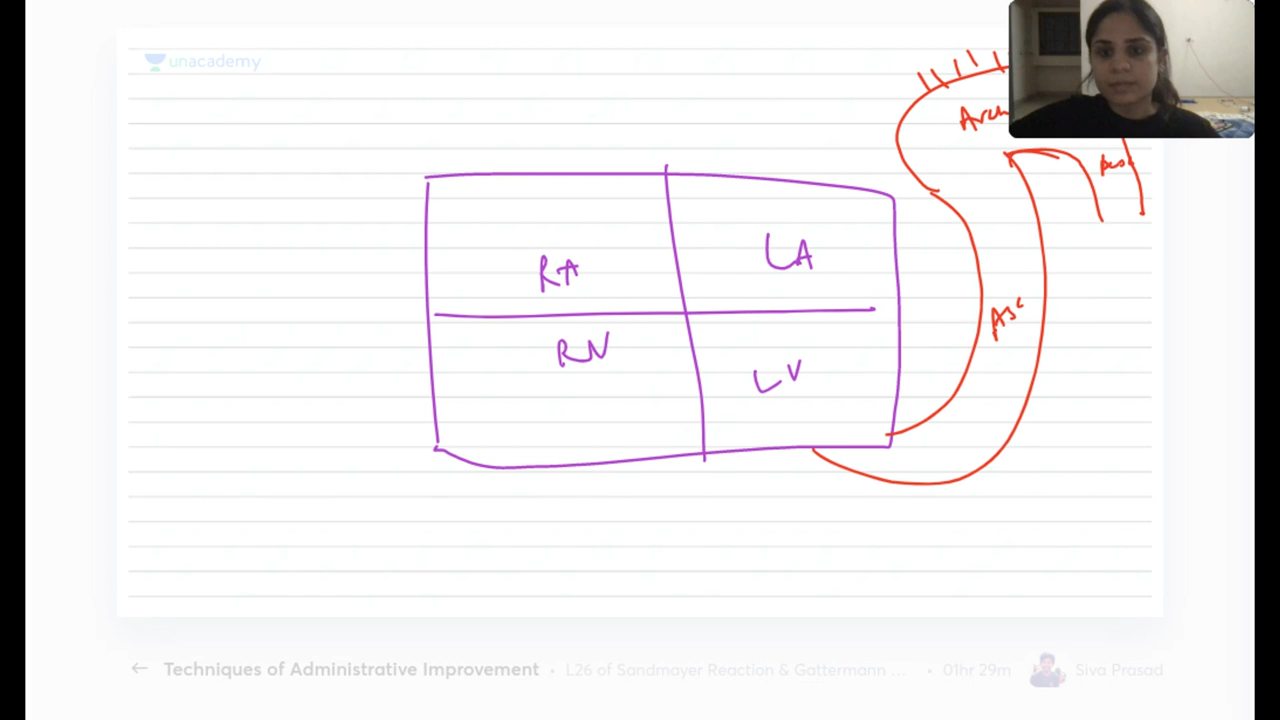 unacademy
Arch
Asc
RA
LA
RV
LV
← Techniques of Administrative Improvement • L26 of Sandmayer Reaction & Gattermann ... • 01hr 29m Siva Prasad